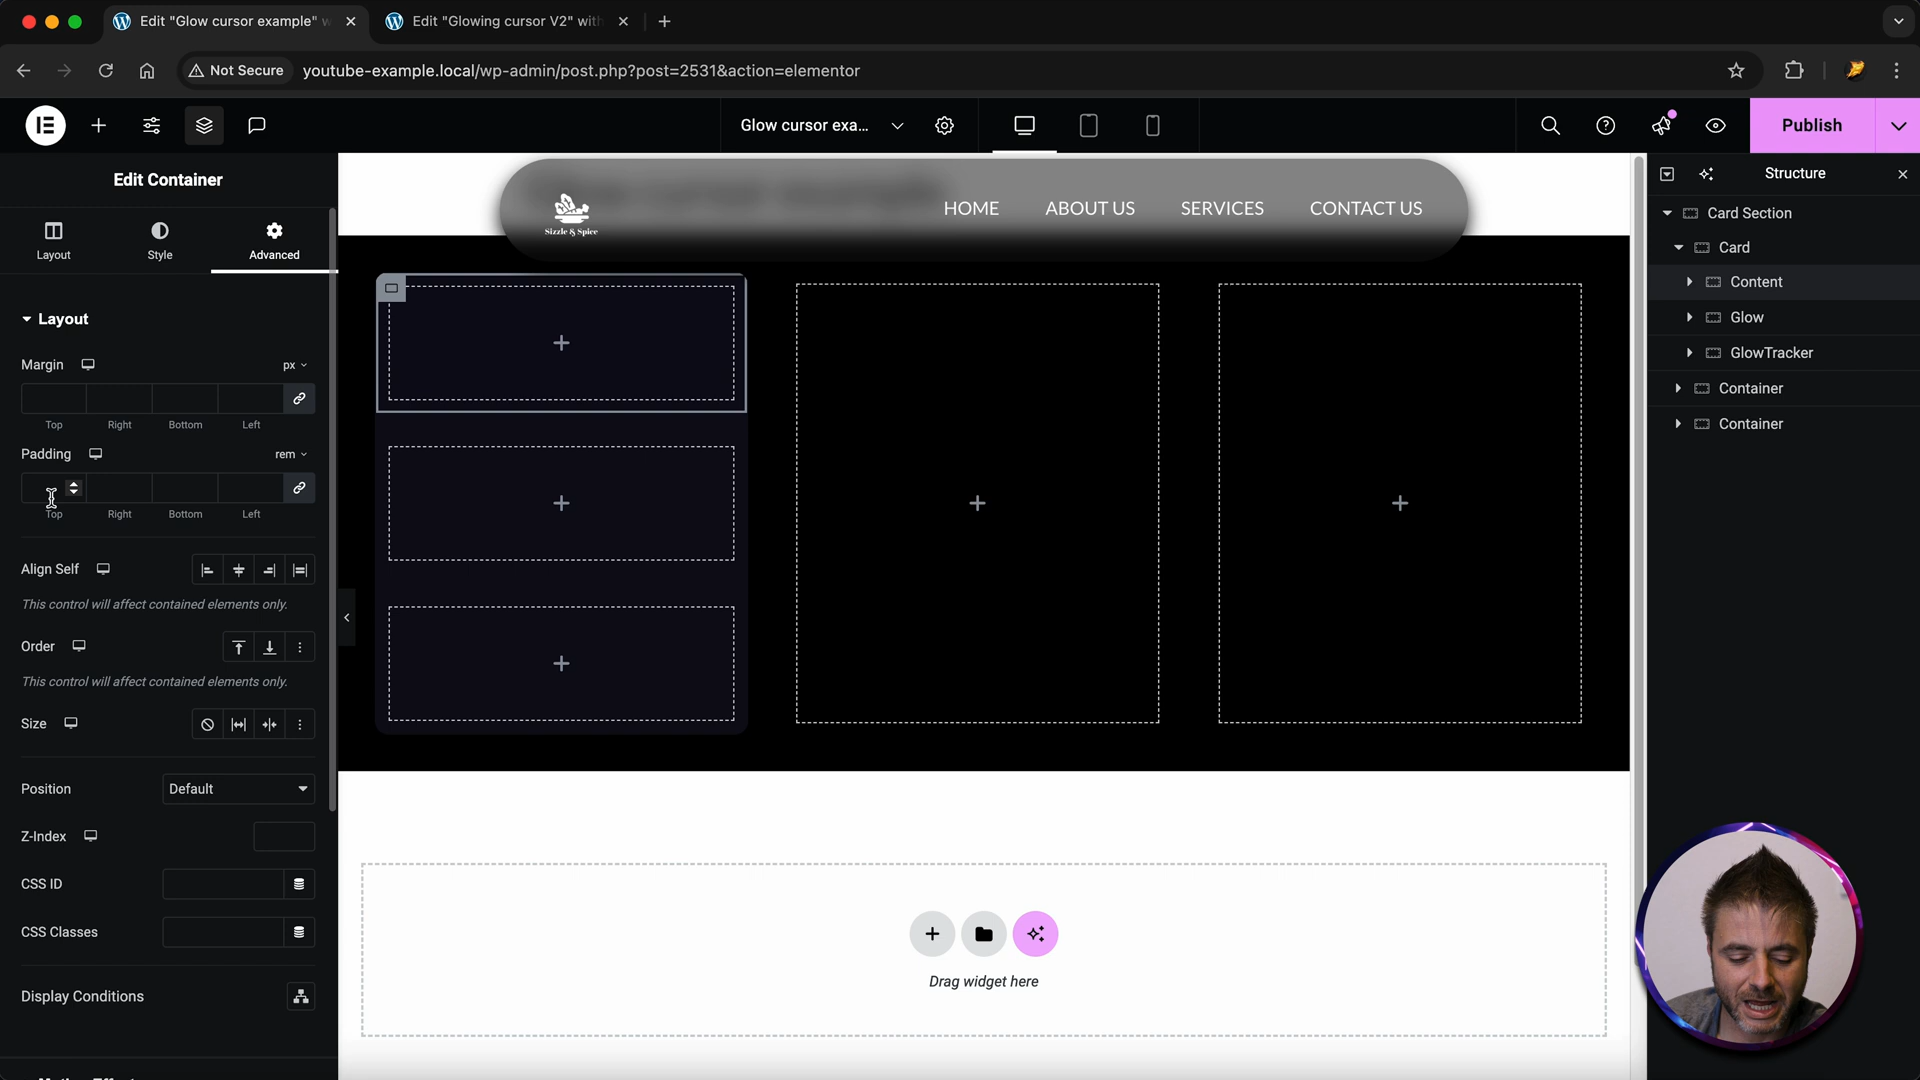 Edit "Glow cursor example" w
Edit "Glowing cursor V2" with
Not Secure
youtube-example.local/wp-admin/post.php?post=2531&action=elementor
Glow cursor exa...
Publish
Edit Container
Layout
Style
Advanced
Layout
Margin
px
Top
Right
Bottom
Left
Padding
rem
Top
Right
Bottom
Left
Align Self
This control will affect contained elements only.
Order
This control will affect contained elements only.
Size
Position
Default
Z-Index
CSS ID
CSS Classes
Display Conditions
Sizzle & Spice
HOME
ABOUT US
SERVICES
CONTACT US
Drag widget here
Structure
Card Section
Card
Content
Glow
GlowTracker
Container
Container